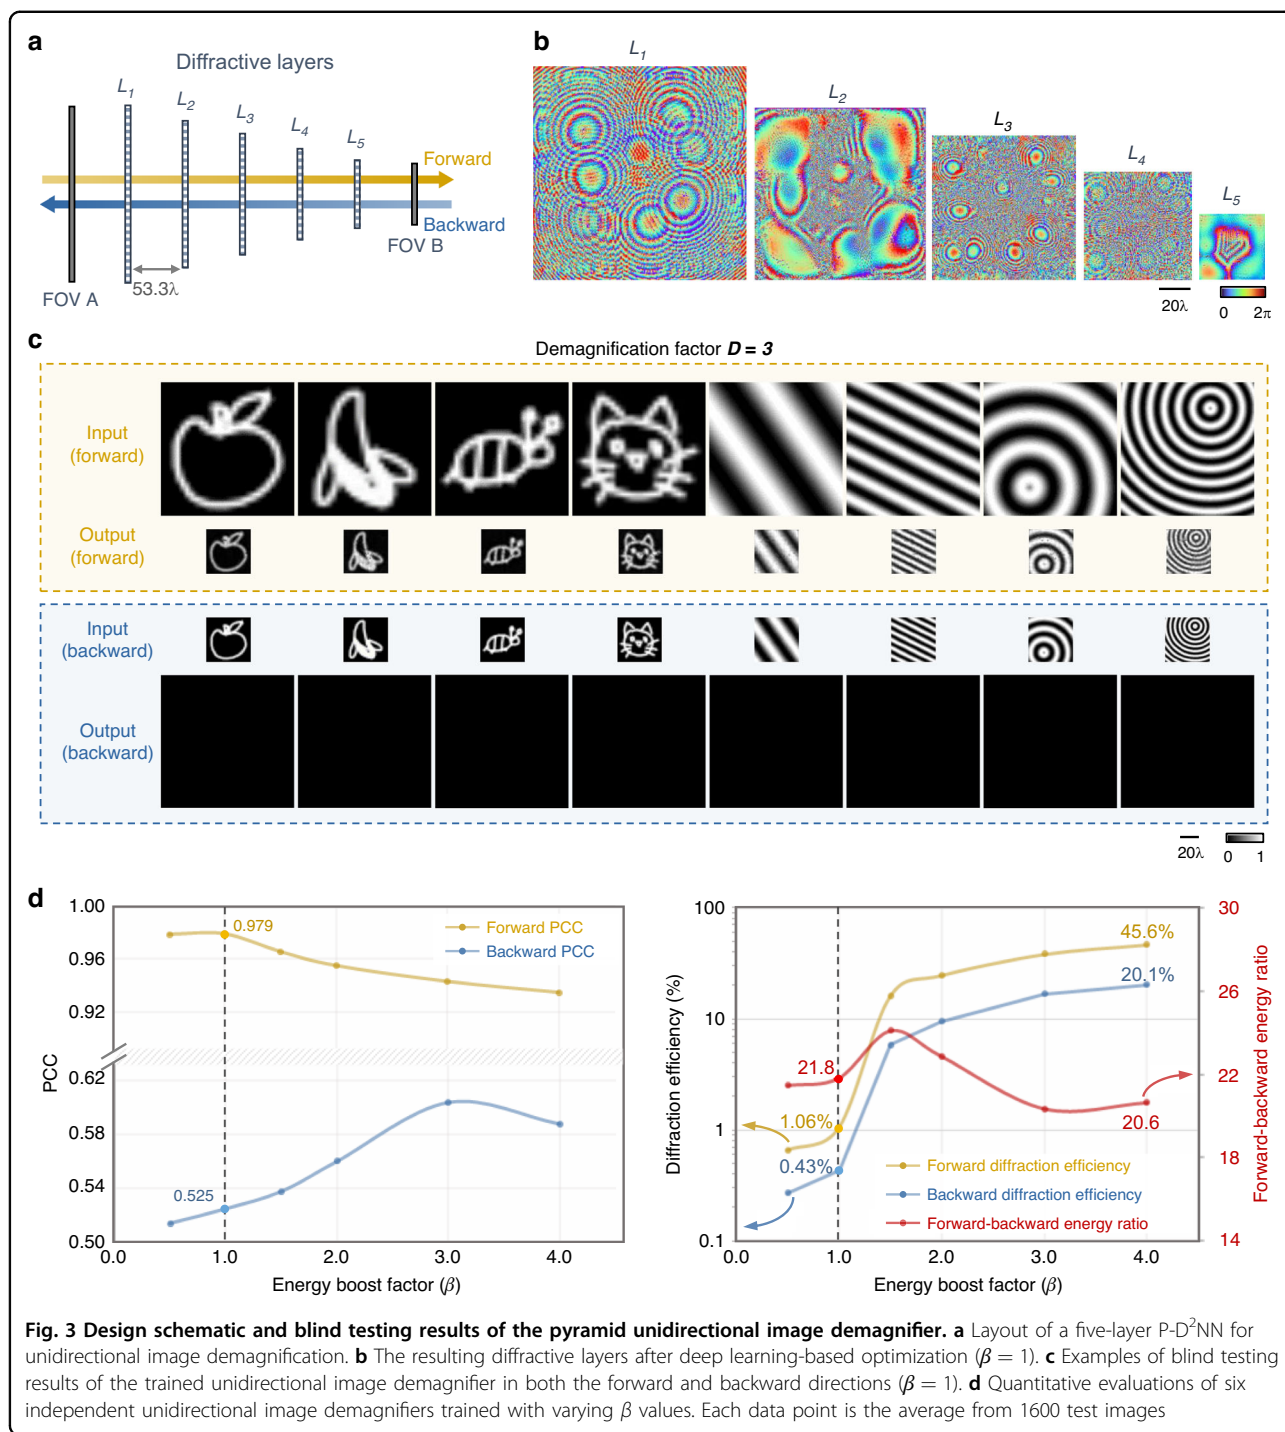 a
Diffractive layers
L1
L2
L3
L4
L5
Forward
Backward
FOV B
FOV A
53.3λ
b
L1
L2
L3
L4
L5
20λ
0 2π
c
Demagnification factor D = 3
Input
(forward)
Output
(forward)
Input
(backward)
Output
(backward)
20λ
0 1
d
1.00
0.96
0.92
0.62
0.58
0.54
0.50
PCC
0.979
0.525
Forward PCC
Backward PCC
0.0 1.0 2.0 3.0 4.0
Energy boost factor (β)
100
10
1
0.1
Diffraction efficiency (%)
45.6%
20.1%
21.8
1.06%
0.43%
20.6
Forward diffraction efficiency
Backward diffraction efficiency
Forward-backward energy ratio
30
26
22
18
14
Forward-backward energy ratio
0.0 1.0 2.0 3.0 4.0
Energy boost factor (β)
Fig. 3 Design schematic and blind testing results of the pyramid unidirectional image demagnifier. a Layout of a five-layer P-D²NN for
unidirectional image demagnification. b The resulting diffractive layers after deep learning-based optimization (β = 1). c Examples of blind testing
results of the trained unidirectional image demagnifier in both the forward and backward directions (β = 1). d Quantitative evaluations of six
independent unidirectional image demagnifiers trained with varying β values. Each data point is the average from 1600 test images